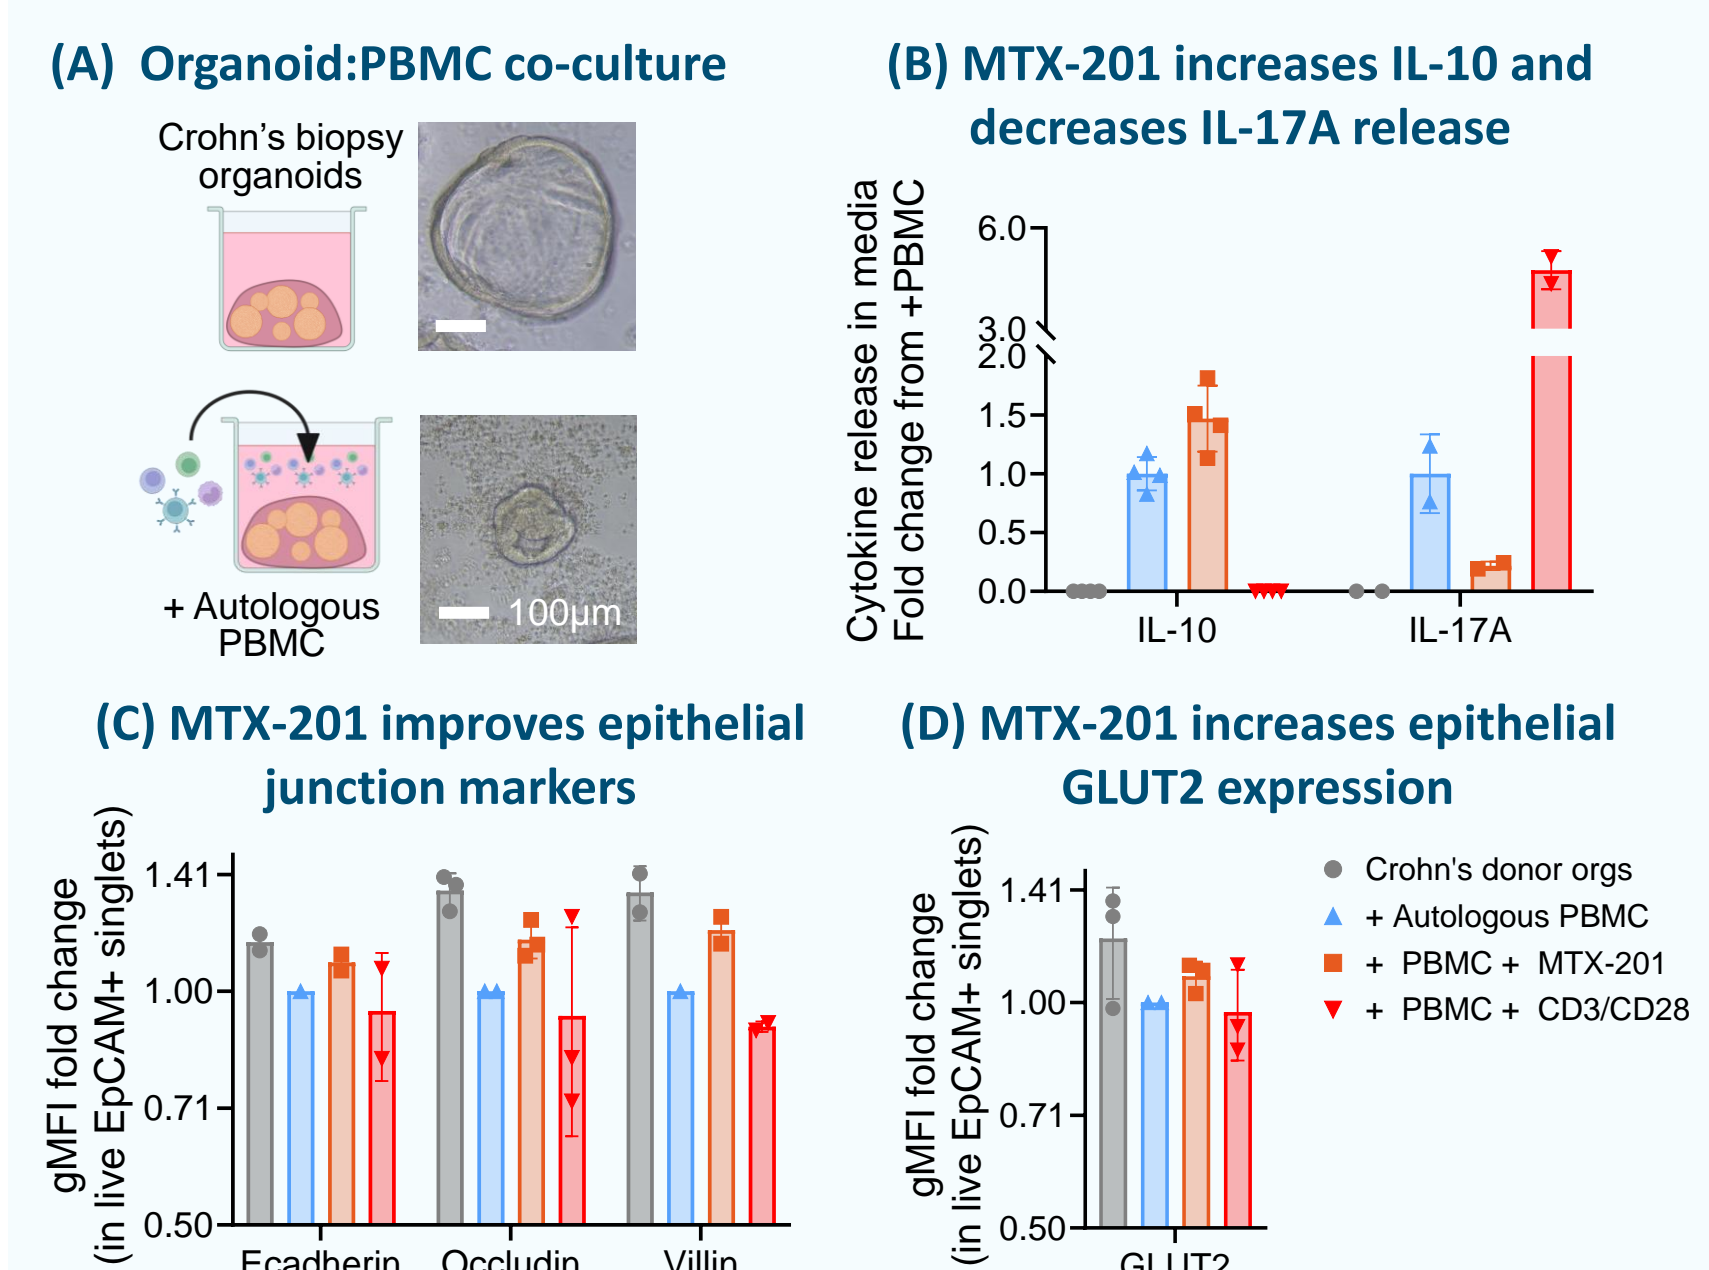 (A) Organoid:PBMC co-culture
Crohn's biopsy
organoids
+ Autologous
PBMC
100µm
(B) MTX-201 increases IL-10 and
decreases IL-17A release
Cytokine release in media
Fold change from +PBMC
6.0
3.0
2.0
1.5
1.0
0.5
0.0
IL-10
IL-17A
(C) MTX-201 improves epithelial
junction markers
gMFI fold change
(in live EpCAM+ singlets)
1.41
1.00
0.71
0.50
Ecadherin
Occludin
Villin
(D) MTX-201 increases epithelial
GLUT2 expression
gMFI fold change
(in live EpCAM+ singlets)
1.41
1.00
0.71
0.50
GLUT2
Crohn's donor orgs
+ Autologous PBMC
+ PBMC + MTX-201
+ PBMC + CD3/CD28